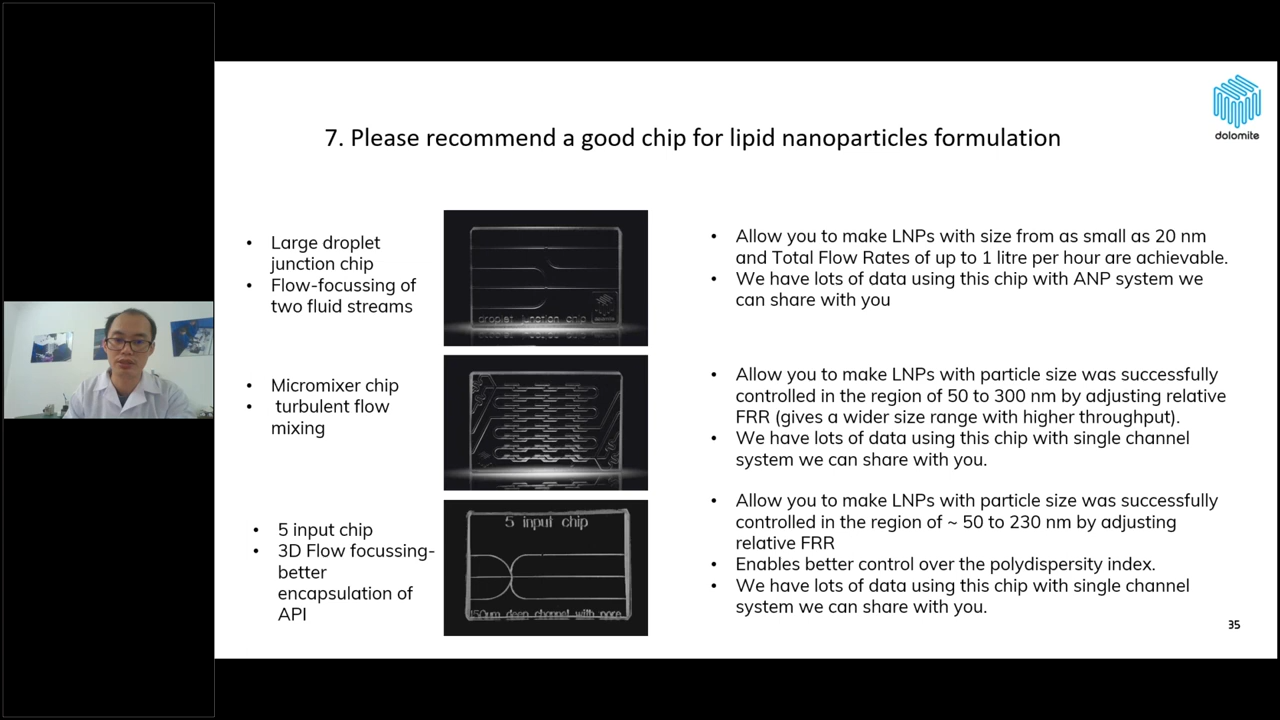 dolomite
7. Please recommend a good chip for lipid nanoparticles formulation
• Large droplet
junction chip
• Flow-focussing of
two fluid streams
droplet junction chip
dolomite
• Allow you to make LNPs with size from as small as 20 nm
and Total Flow Rates of up to 1 litre per hour are achievable.
• We have lots of data using this chip with ANP system we
can share with you
• Micromixer chip
• turbulent flow
mixing
• Allow you to make LNPs with particle size was successfully
controlled in the region of 50 to 300 nm by adjusting relative
FRR (gives a wider size range with higher throughput).
• We have lots of data using this chip with single channel
system we can share with you.
• 5 input chip
• 3D Flow focussing-
better
encapsulation of
API
5 input chip
150um deep channel with pore
• Allow you to make LNPs with particle size was successfully
controlled in the region of ~ 50 to 230 nm by adjusting
relative FRR
• Enables better control over the polydispersity index.
• We have lots of data using this chip with single channel
system we can share with you.
35